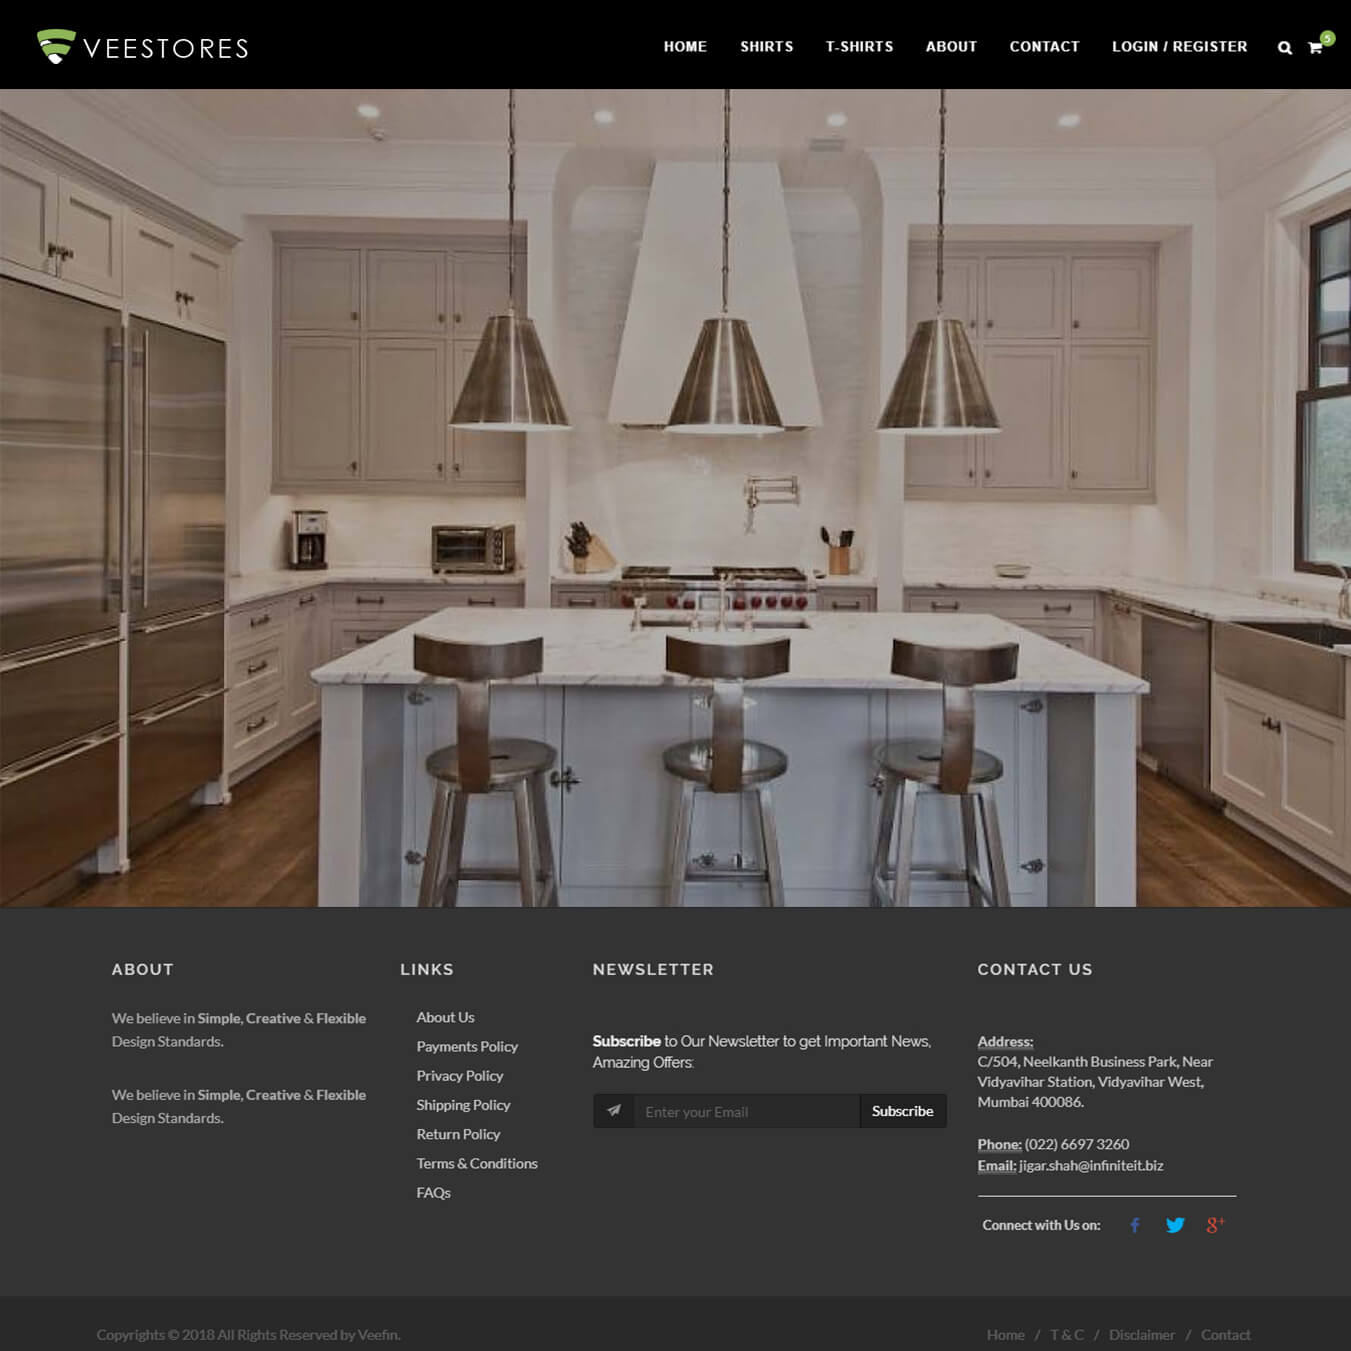 VEESTORES
HOME SHIRTS T-SHIRTS ABOUT CONTACT LOGIN / REGISTER 5
ABOUT
We believe in Simple, Creative & Flexible
Design Standards.
We believe in Simple, Creative & Flexible
Design Standards.
LINKS
About Us
Payments Policy
Privacy Policy
Shipping Policy
Return Policy
Terms & Conditions
FAQs
NEWSLETTER
Subscribe to Our Newsletter to get Important News,
Amazing Offers:
Enter your Email Subscribe
CONTACT US
Address:
C/504, Neelkanth Business Park, Near
Vidyavihar Station, Vidyavihar West,
Mumbai 400086.
Phone: (022) 6697 3260
Email: jigar.shah@infiniteit.biz
Connect with Us on: f g+
Copyrights © 2018 All Rights Reserved by Veefin.
Home / T & C / Disclaimer / Contact